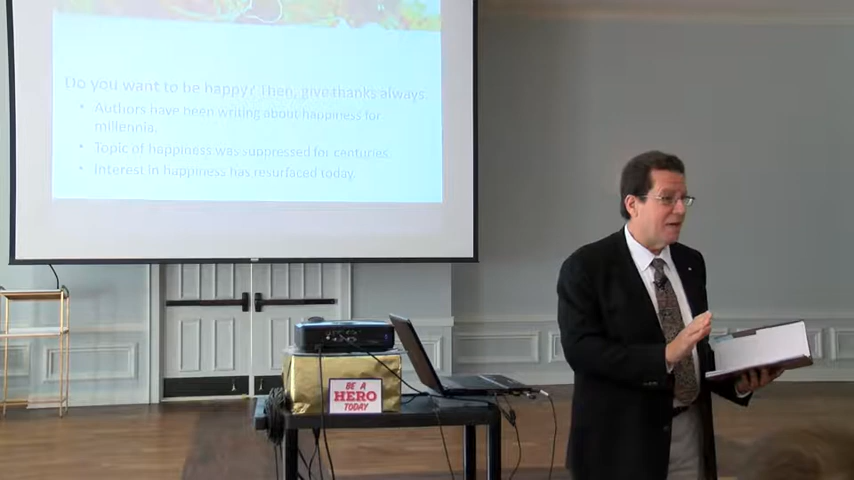 Do you want to be happy? Then, give thanks always.
• Authors have been writing about happiness for
millennia.
• Topic of happiness was suppressed for centuries.
• Interest in happiness has resurfaced today.
BE A
HERO
TODAY